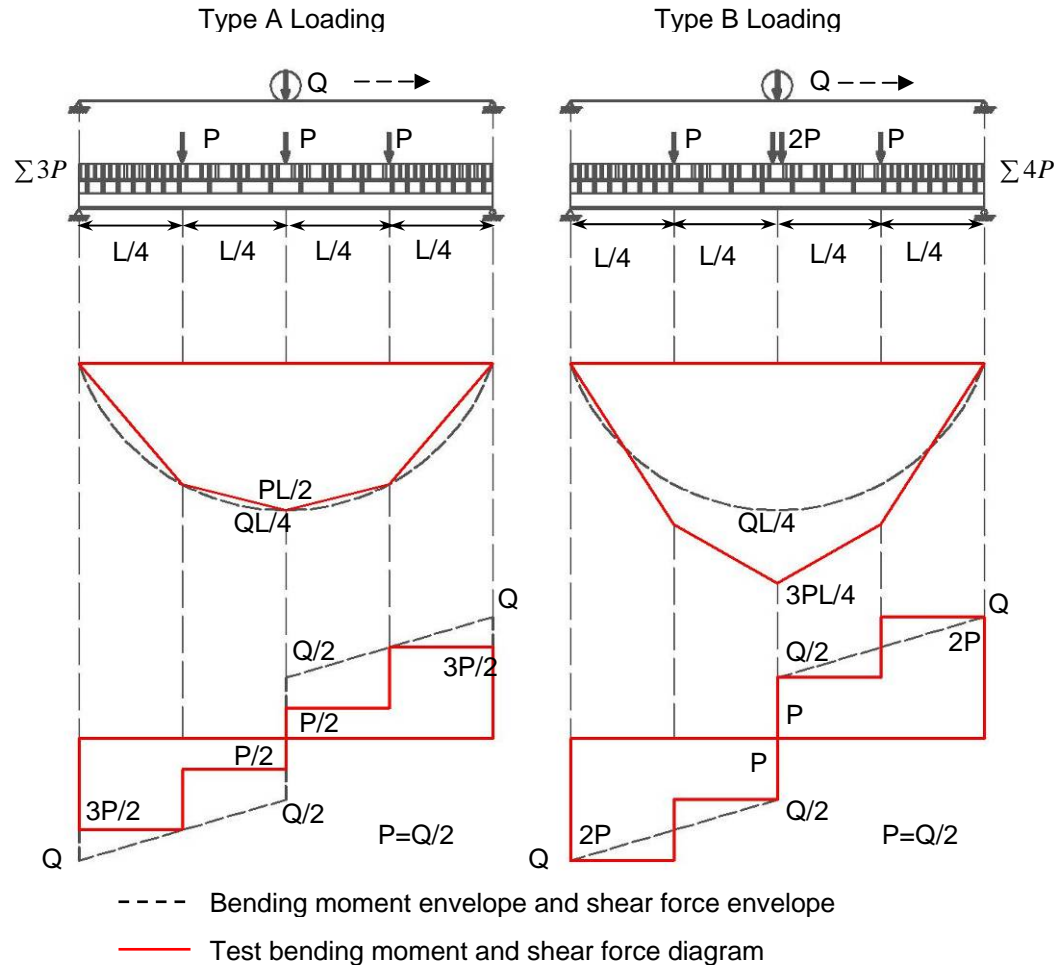 Type A Loading
Type B Loading
Q
Q
P
P
P
P
2P
P
∑3P
∑4P
L/4
L/4
L/4
L/4
L/4
L/4
L/4
L/4
PL/2
QL/4
QL/4
3PL/4
Q
Q
Q/2
3P/2
Q/2
2P
P/2
P
P/2
P
3P/2
Q/2
2P
Q/2
P=Q/2
P=Q/2
Q
Q
Bending moment envelope and shear force envelope
Test bending moment and shear force diagram